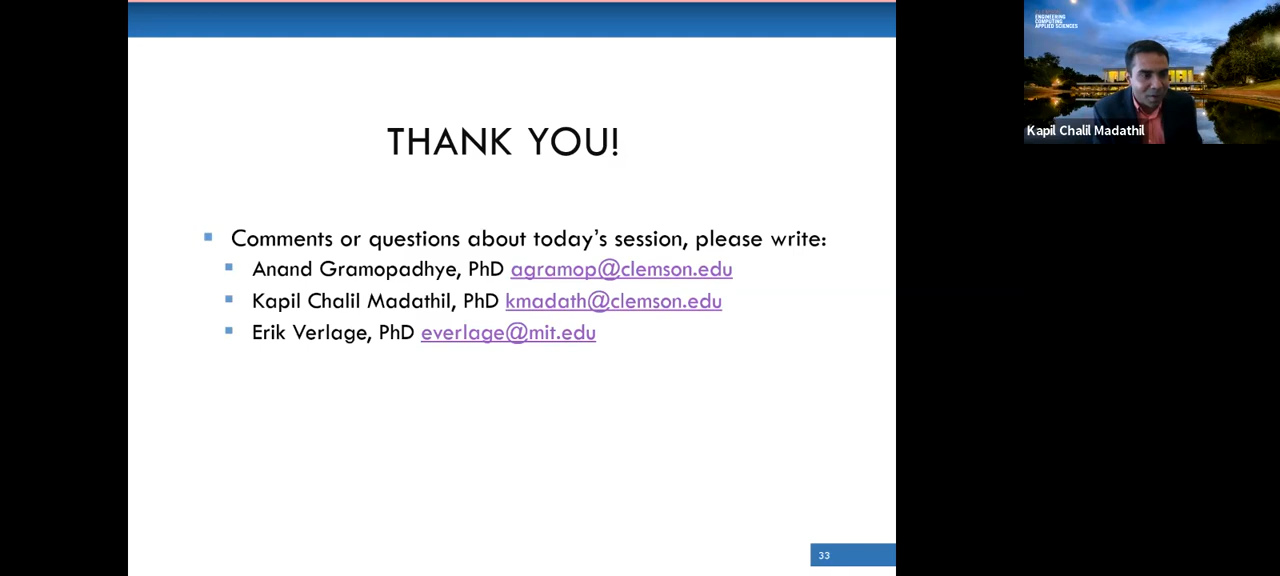 THANK YOU!
Comments or questions about today's session, please write:
Anand Gramopadhye, PhD agramop@clemson.edu
Kapil Chalil Madathil, PhD kmadath@clemson.edu
Erik Verlage, PhD everlage@mit.edu
33
CLEMSON
ENGINEERING
COMPUTING
APPLIED SCIENCES
Kapil Chalil Madathil